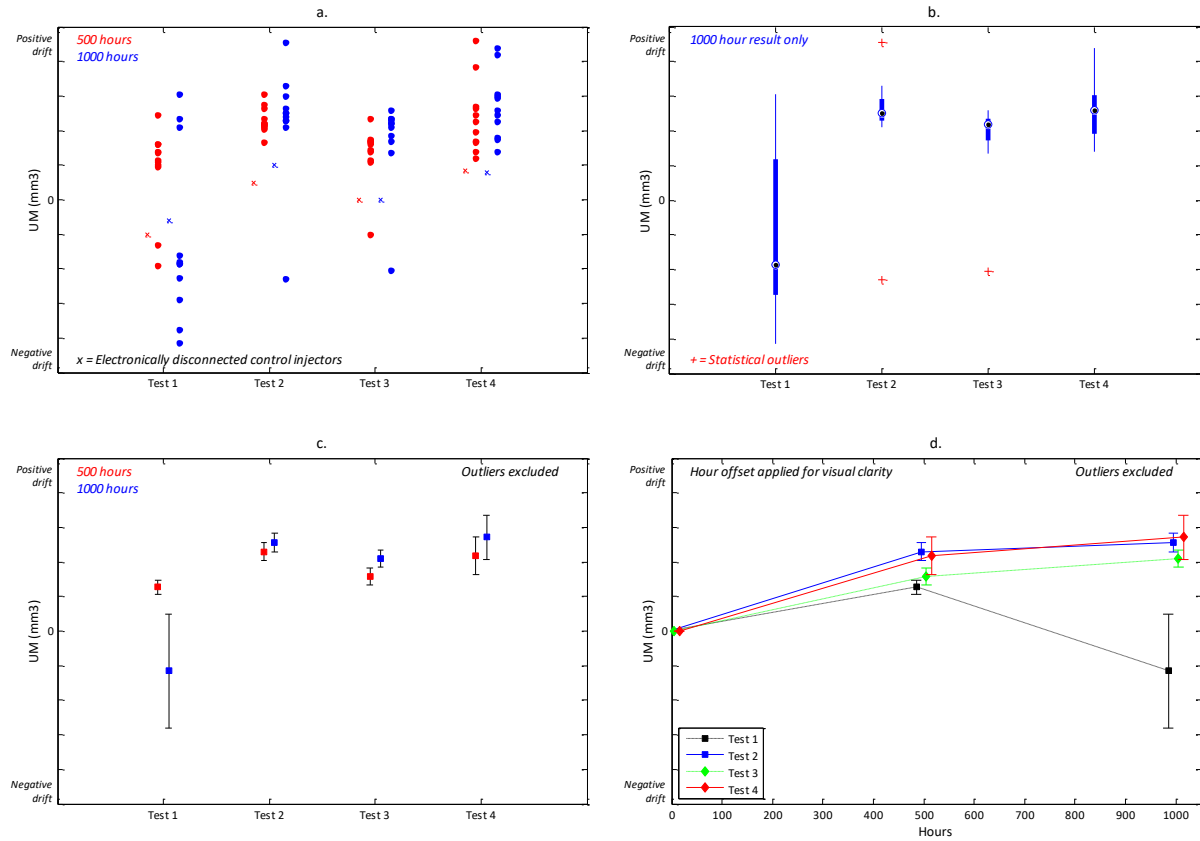 a.
Positive
drift
500 hours
1000 hours
UM (mm3)
0
Negative
drift
x = Electronically disconnected control injectors
Test 1
Test 2
Test 3
Test 4
b.
Positive
drift
1000 hour result only
UM (mm3)
0
Negative
drift
+ = Statistical outliers
Test 1
Test 2
Test 3
Test 4
c.
Positive
drift
500 hours
1000 hours
Outliers excluded
UM (mm3)
0
Negative
drift
Test 1
Test 2
Test 3
Test 4
d.
Positive
drift
Hour offset applied for visual clarity
Outliers excluded
UM (mm3)
0
Negative
drift
Test 1
Test 2
Test 3
Test 4
0 100 200 300 400 500 600 700 800 900 1000
Hours